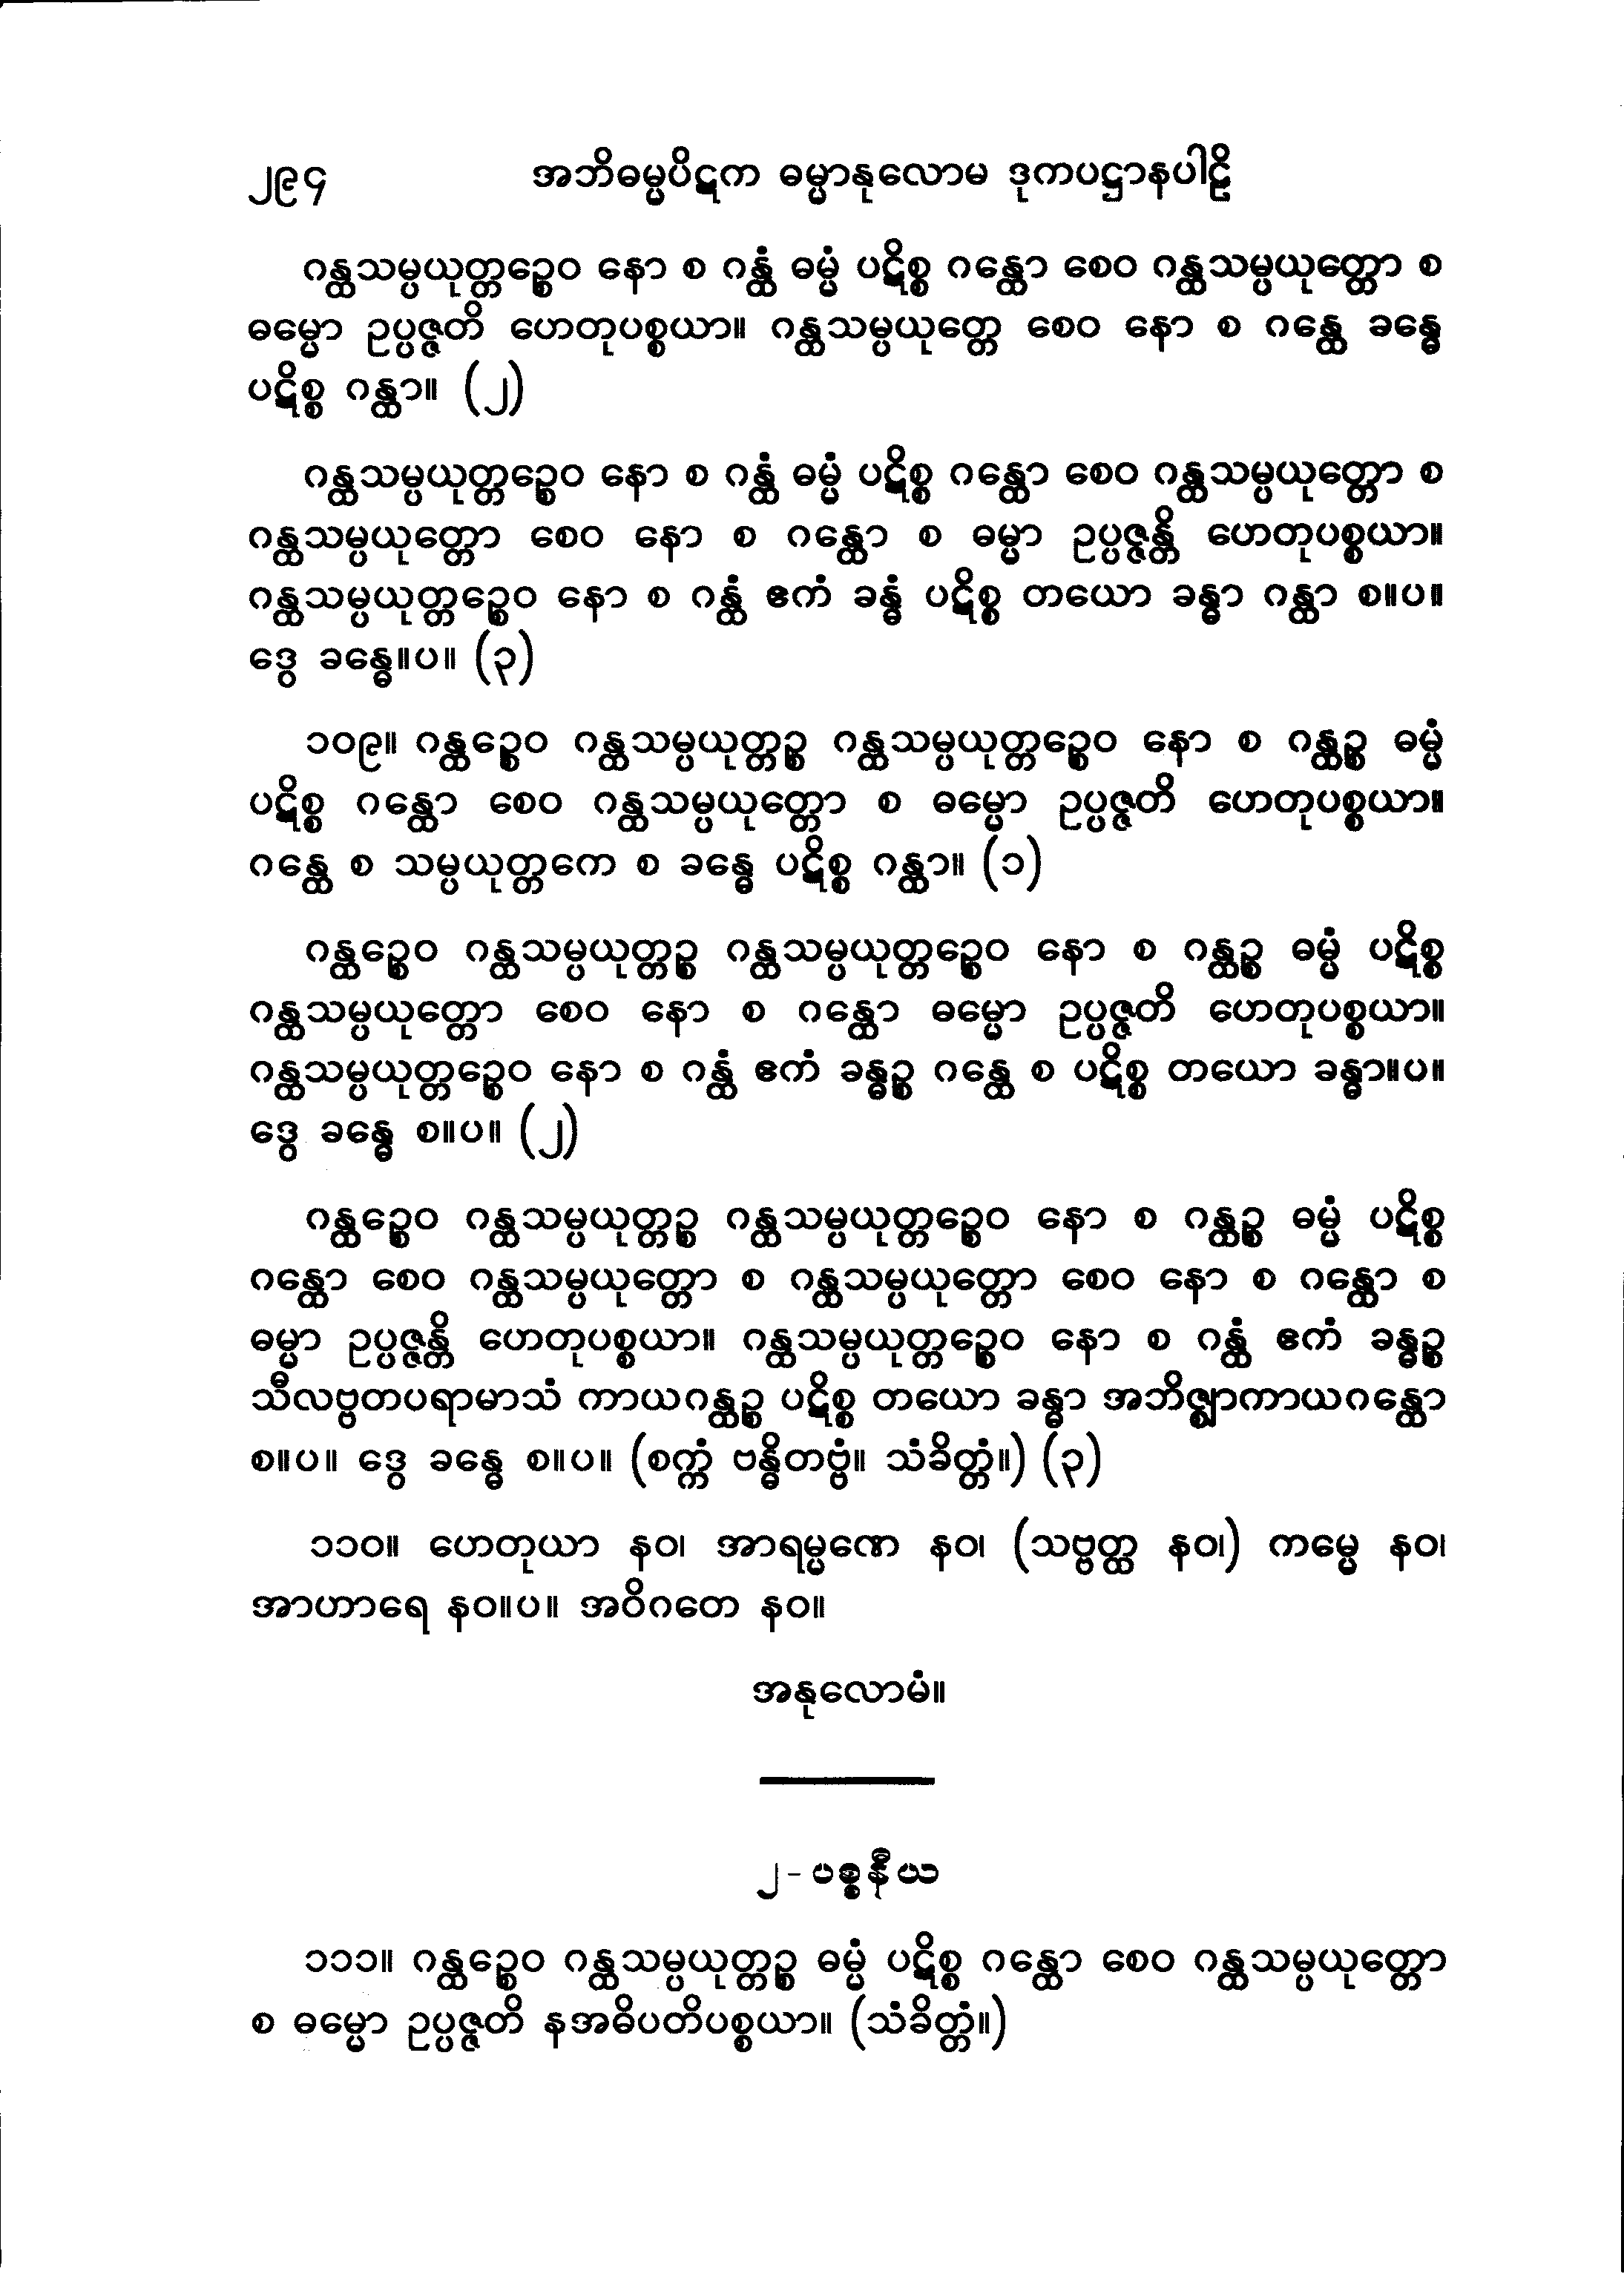 ၂၉၄ အဘိဓမ္မပိဋက ဓမ္မာနုလောမ ဒုကပဋ္ဌာနပါဠိ
ဂန္ထသမ္ပယုတ္တဉ္စေဝ နော စ ဂန္ထံ ဓမ္မံ ပဋိစ္စ ဂန္ထော စေဝ ဂန္ထသမ္ပယုတ္တော စ
ဓမ္မော ဥပ္ပဇ္ဇတိ ဟေတုပစ္စယာ။ ဂန္ထသမ္ပယုတ္တေ စေဝ နော စ ဂန္ထေ ခန္ဓေ
ပဋိစ္စ ဂန္ထာ။ (၂)
ဂန္ထသမ္ပယုတ္တဉ္စေဝ နော စ ဂန္ထံ ဓမ္မံ ပဋိစ္စ ဂန္ထော စေဝ ဂန္ထသမ္ပယုတ္တော စ
ဂန္ထသမ္ပယုတ္တော စေဝ နော စ ဂန္ထော စ ဓမ္မာ ဥပ္ပဇ္ဇန္တိ ဟေတုပစ္စယာ။
ဂန္ထသမ္ပယုတ္တဉ္စေဝ နော စ ဂန္ထံ ဧကံ ခန္ဓံ ပဋိစ္စ တယော ခန္ဓာ ဂန္ထာ စ။ပ။
ဒွေ ခန္ဓေ။ပ။ (၃)
၁၀၉။ ဂန္ထဉ္စေဝ ဂန္ထသမ္ပယုတ္တဉ္စ ဂန္ထသမ္ပယုတ္တဉ္စေဝ နော စ ဂန္ထဉ္စ ဓမ္မံ
ပဋိစ္စ ဂန္ထော စေဝ ဂန္ထသမ္ပယုတ္တော စ ဓမ္မော ဥပ္ပဇ္ဇတိ ဟေတုပစ္စယာ။
ဂန္ထေ စ သမ္ပယုတ္တကေ စ ခန္ဓေ ပဋိစ္စ ဂန္ထာ။ (၁)
ဂန္ထဉ္စေဝ ဂန္ထသမ္ပယုတ္တဉ္စ ဂန္ထသမ္ပယုတ္တဉ္စေဝ နော စ ဂန္ထဉ္စ ဓမ္မံ ပဋိစ္စ
ဂန္ထသမ္ပယုတ္တော စေဝ နော စ ဂန္ထော ဓမ္မော ဥပ္ပဇ္ဇတိ ဟေတုပစ္စယာ။
ဂန္ထသမ္ပယုတ္တဉ္စေဝ နော စ ဂန္ထံ ဧကံ ခန္ဓဉ္စ ဂန္ထေ စ ပဋိစ္စ တယော ခန္ဓာ။ပ။
ဒွေ ခန္ဓေ စ။ပ။ (၂)
ဂန္ထဉ္စေဝ ဂန္ထသမ္ပယုတ္တဉ္စ ဂန္ထသမ္ပယုတ္တဉ္စေဝ နော စ ဂန္ထဉ္စ ဓမ္မံ ပဋိစ္စ
ဂန္ထော စေဝ ဂန္ထသမ္ပယုတ္တော စ ဂန္ထသမ္ပယုတ္တော စေဝ နော စ ဂန္ထော စ
ဓမ္မာ ဥပ္ပဇ္ဇန္တိ ဟေတုပစ္စယာ။ ဂန္ထသမ္ပယုတ္တဉ္စေဝ နော စ ဂန္ထံ ဧကံ ခန္ဓဉ္စ
သီလဗ္ဗတပရာမာသံ ကာယဂန္ထဉ္စ ပဋိစ္စ တယော ခန္ဓာ အဘိဇ္ဈာကာယဂန္ထော
စ။ပ။ ဒွေ ခန္ဓေ စ။ပ။ (စက္ကံ ဗန္ဓိတဗ္ဗံ။ သံခိတ္တံ။) (၃)
၁၁၀။ ဟေတုယာ နဝ၊ အာရမ္မဏေ နဝ၊ (သဗ္ဗတ္ထ နဝ၊) ကမ္မေ နဝ၊
အာဟာရေ နဝ။ပ။ အဝိဂတေ နဝ။
အနုလောမံ။
၂-ပစ္စနီယ
၁၁၁။ ဂန္ထဉ္စေဝ ဂန္ထသမ္ပယုတ္တဉ္စ ဓမ္မံ ပဋိစ္စ ဂန္ထော စေဝ ဂန္ထသမ္ပယုတ္တော
စ ဓမ္မော ဥပ္ပဇ္ဇတိ နအဓိပတိပစ္စယာ။ (သံခိတ္တံ။)